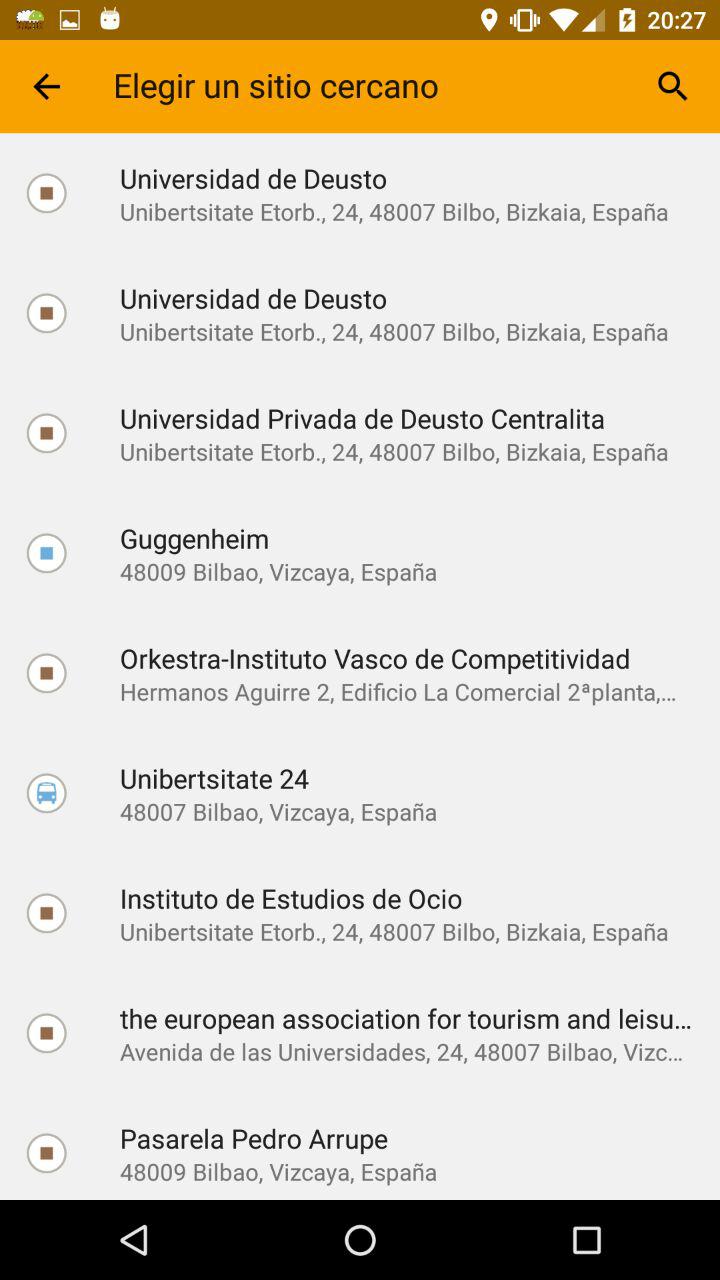 20:27
Elegir un sitio cercano
Universidad de Deusto
Unibertsitate Etorb., 24, 48007 Bilbo, Bizkaia, España
Universidad de Deusto
Unibertsitate Etorb., 24, 48007 Bilbo, Bizkaia, España
Universidad Privada de Deusto Centralita
Unibertsitate Etorb., 24, 48007 Bilbo, Bizkaia, España
Guggenheim
48009 Bilbao, Vizcaya, España
Orkestra-Instituto Vasco de Competitividad
Hermanos Aguirre 2, Edificio La Comercial 2ªplanta,...
Unibertsitate 24
48007 Bilbao, Vizcaya, España
Instituto de Estudios de Ocio
Unibertsitate Etorb., 24, 48007 Bilbo, Bizkaia, España
the european association for tourism and leisu...
Avenida de las Universidades, 24, 48007 Bilbao, Vizc...
Pasarela Pedro Arrupe
48009 Bilbao, Vizcaya, España